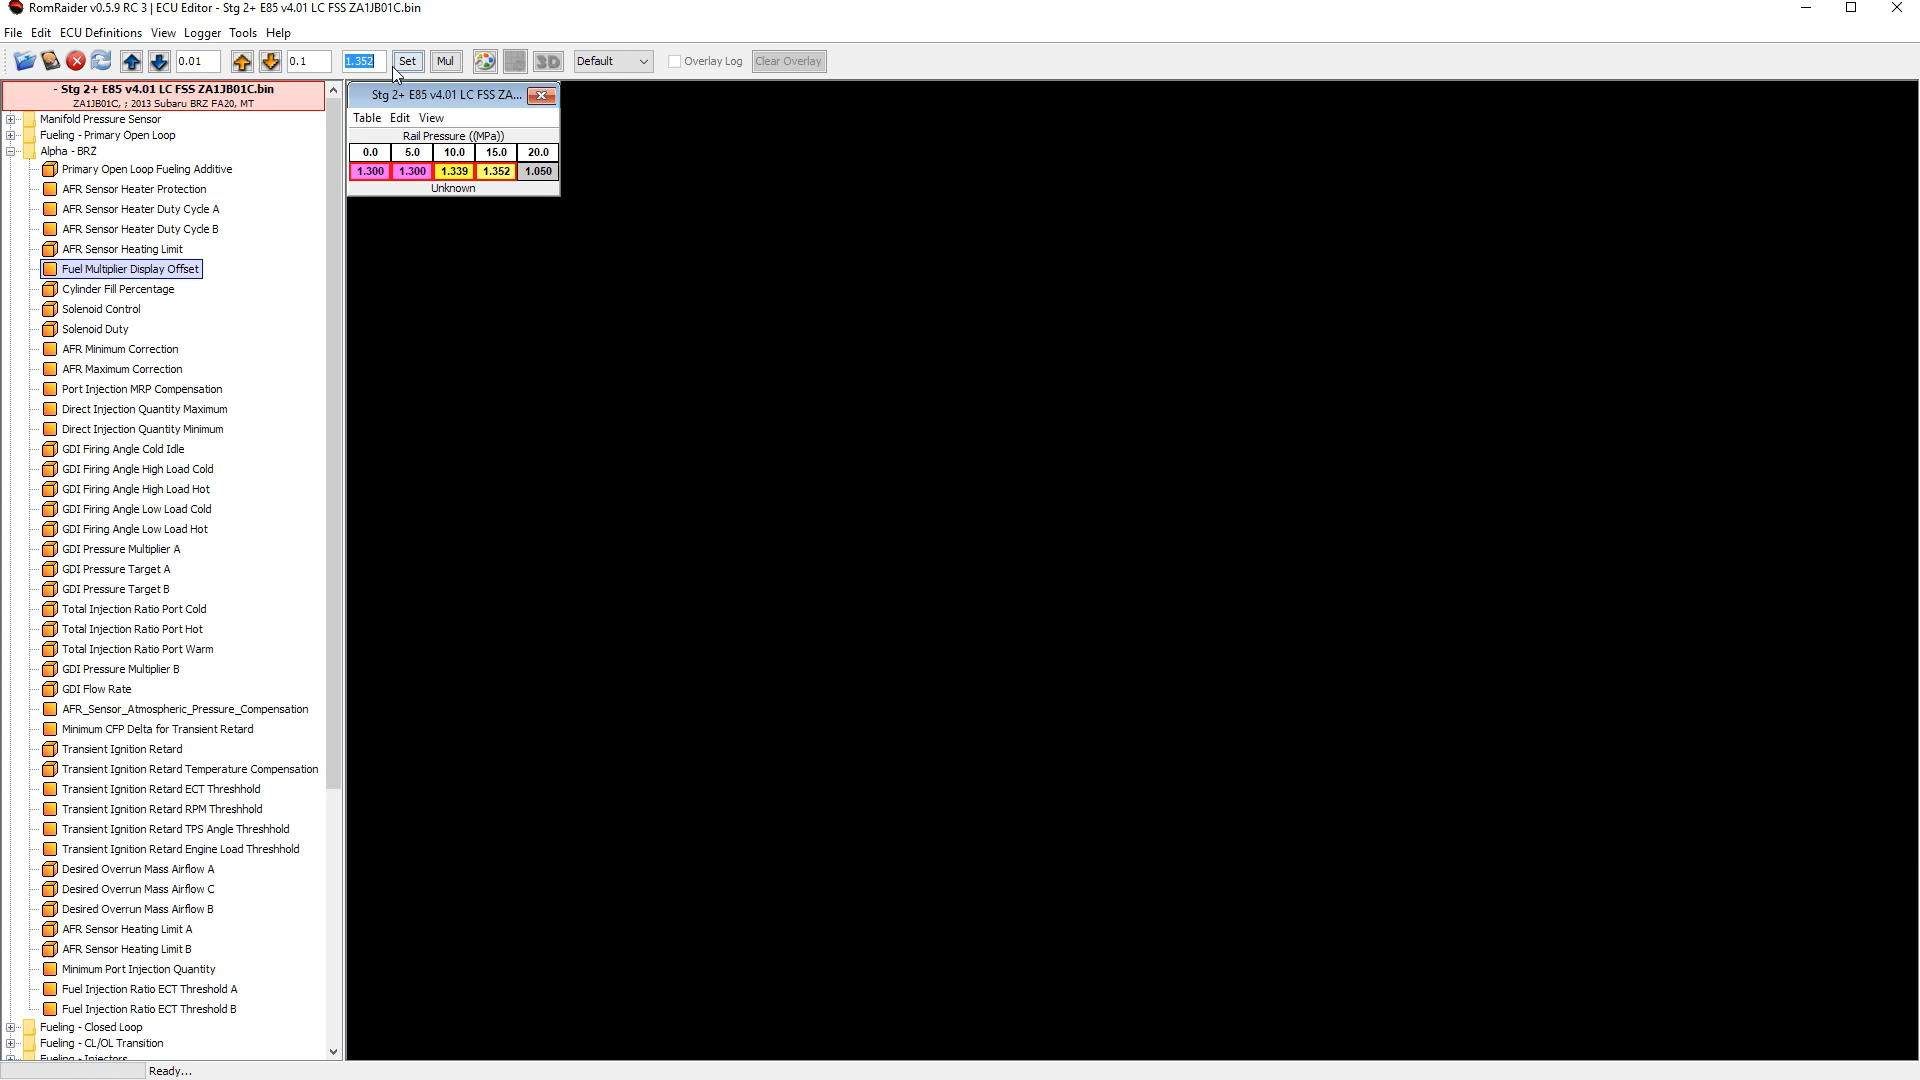 RomRaider v0.5.9 RC 3 | ECU Editor - Stg 2+ E85 v4.01 LC FSS ZA1JB01C.bin
File Edit ECU Definitions View Logger Tools Help
0.01 0.1 1.352 Set Mul 3D Default Overlay Log Clear Overlay
- Stg 2+ E85 v4.01 LC FSS ZA1JB01C.bin
ZA1JB01C, ; 2013 Subaru BRZ FA20, MT
Manifold Pressure Sensor
Fueling - Primary Open Loop
Alpha - BRZ
Primary Open Loop Fueling Additive
AFR Sensor Heater Protection
AFR Sensor Heater Duty Cycle A
AFR Sensor Heater Duty Cycle B
AFR Sensor Heating Limit
Fuel Multiplier Display Offset
Cylinder Fill Percentage
Solenoid Control
Solenoid Duty
AFR Minimum Correction
AFR Maximum Correction
Port Injection MRP Compensation
Direct Injection Quantity Maximum
Direct Injection Quantity Minimum
GDI Firing Angle Cold Idle
GDI Firing Angle High Load Cold
GDI Firing Angle High Load Hot
GDI Firing Angle Low Load Cold
GDI Firing Angle Low Load Hot
GDI Pressure Multiplier A
GDI Pressure Target A
GDI Pressure Target B
Total Injection Ratio Port Cold
Total Injection Ratio Port Hot
Total Injection Ratio Port Warm
GDI Pressure Multiplier B
GDI Flow Rate
AFR_Sensor_Atmospheric_Pressure_Compensation
Minimum CFP Delta for Transient Retard
Transient Ignition Retard
Transient Ignition Retard Temperature Compensation
Transient Ignition Retard ECT Threshhold
Transient Ignition Retard RPM Threshhold
Transient Ignition Retard TPS Angle Threshhold
Transient Ignition Retard Engine Load Threshhold
Desired Overrun Mass Airflow A
Desired Overrun Mass Airflow C
Desired Overrun Mass Airflow B
AFR Sensor Heating Limit A
AFR Sensor Heating Limit B
Minimum Port Injection Quantity
Fuel Injection Ratio ECT Threshold A
Fuel Injection Ratio ECT Threshold B
Fueling - Closed Loop
Fueling - CL/OL Transition
Fueling - Injectors
Stg 2+ E85 v4.01 LC FSS ZA...
Table Edit View
Rail Pressure ((MPa))
0.0 5.0 10.0 15.0 20.0
1.300 1.300 1.339 1.352 1.050
Unknown
Ready...